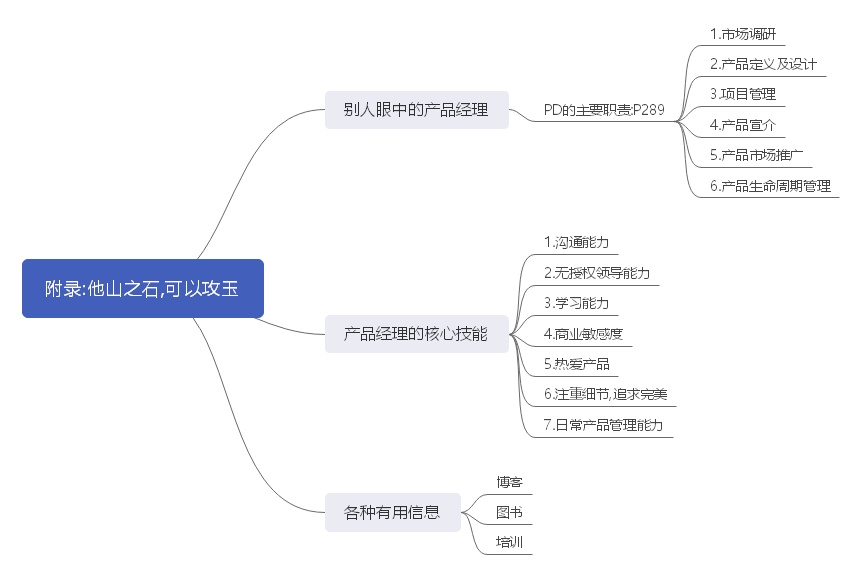 附录:他山之石,可以攻玉
别人眼中的产品经理
PD的主要职责:P289
1.市场调研
2.产品定义及设计
3.项目管理
4.产品宣介
5.产品市场推广
6.产品生命周期管理
产品经理的核心技能
1.沟通能力
2.无授权领导能力
3.学习能力
4.商业敏感度
5.热爱产品
6.注重细节,追求完美
7.日常产品管理能力
各种有用信息
博客
图书
培训